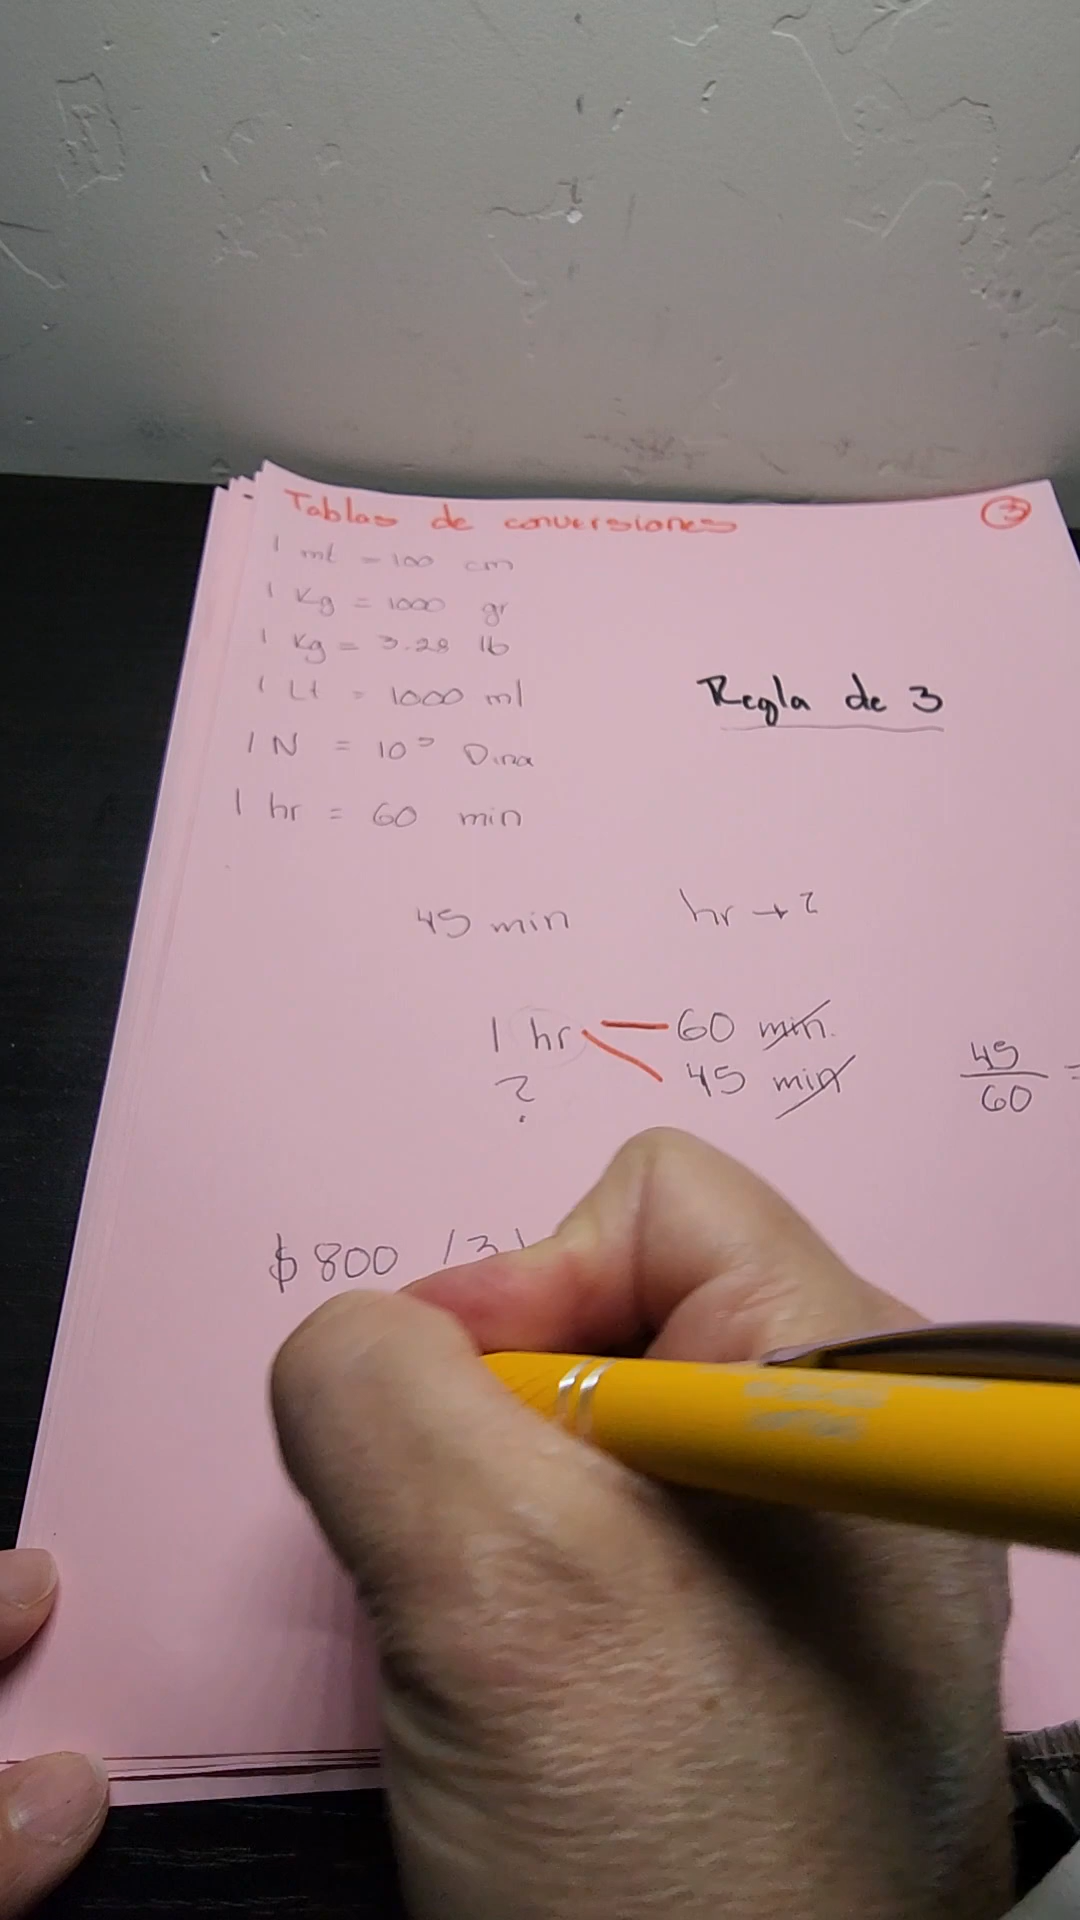 Tablas de conversiones 3
1 mt = 100 cm
1 Kg = 1000 gr
1 Kg = 3.28 lb
1 Lt = 1000 ml
Regla de 3
1 N = 10⁵ Dina
1 hr = 60 min
45 min hr → ?
1 hr — 60 min.
? 45 min
45
60 =
$ 800 / 3